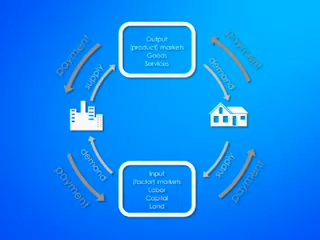 Output
(product) markets
Goods
Services
payment
supply
demand
payment
payment
demand
supply
payment
Input
(factor) markets
Labor
Capital
Land